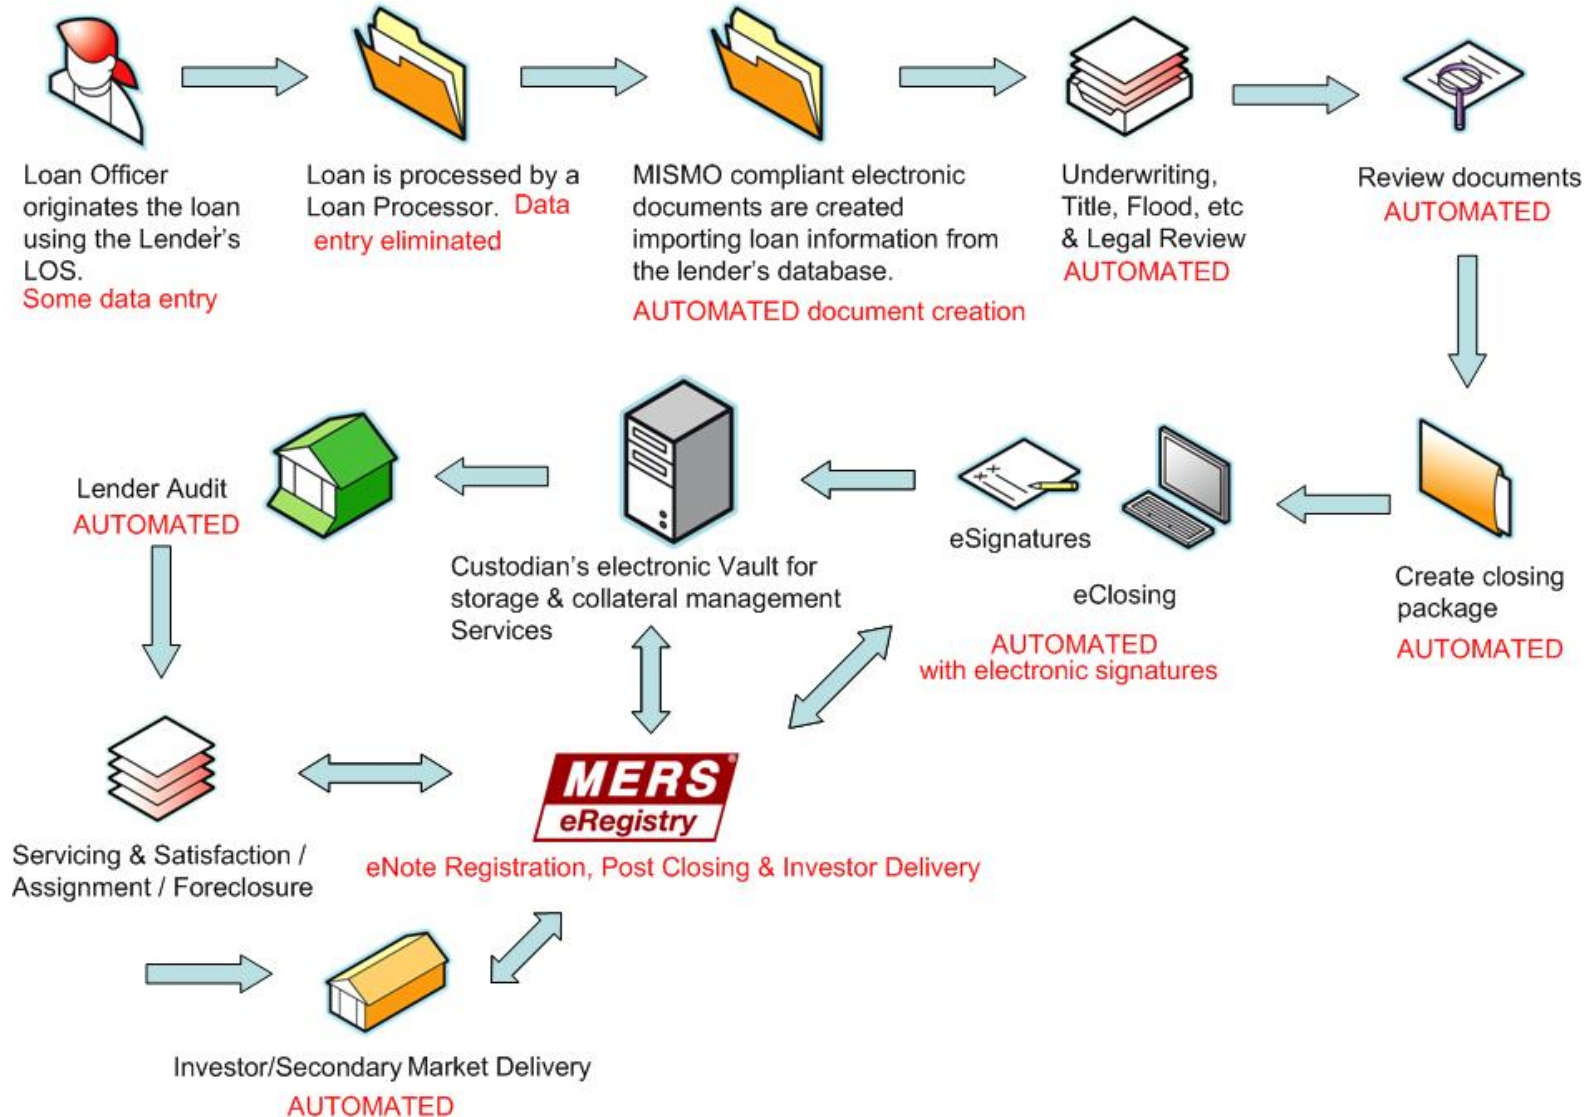 Loan Officer
originates the loan
using the Lender's
LOS.
Some data entry
Loan is processed by a
Loan Processor. Data
entry eliminated
MISMO compliant electronic
documents are created
importing loan information from
the lender's database.
AUTOMATED document creation
Underwriting,
Title, Flood, etc
& Legal Review
AUTOMATED
Review documents
AUTOMATED
Lender Audit
AUTOMATED
Custodian's electronic Vault for
storage & collateral management
Services
eSignatures
eClosing
AUTOMATED
with electronic signatures
Create closing
package
AUTOMATED
Servicing & Satisfaction /
Assignment / Foreclosure
MERS®
eRegistry
eNote Registration, Post Closing & Investor Delivery
Investor/Secondary Market Delivery
AUTOMATED